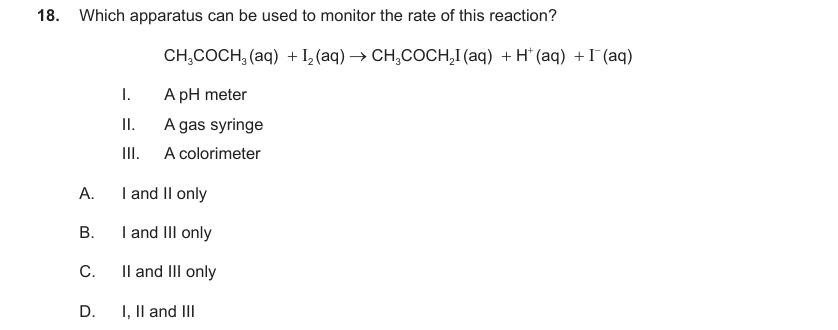 18. Which apparatus can be used to monitor the rate of this reaction?
CH₃COCH₃(aq) + I₂(aq) → CH₃COCH₂I(aq) + H⁺(aq) + I⁻(aq)
I. A pH meter
II. A gas syringe
III. A colorimeter
A. I and II only
B. I and III only
C. II and III only
D. I, II and III